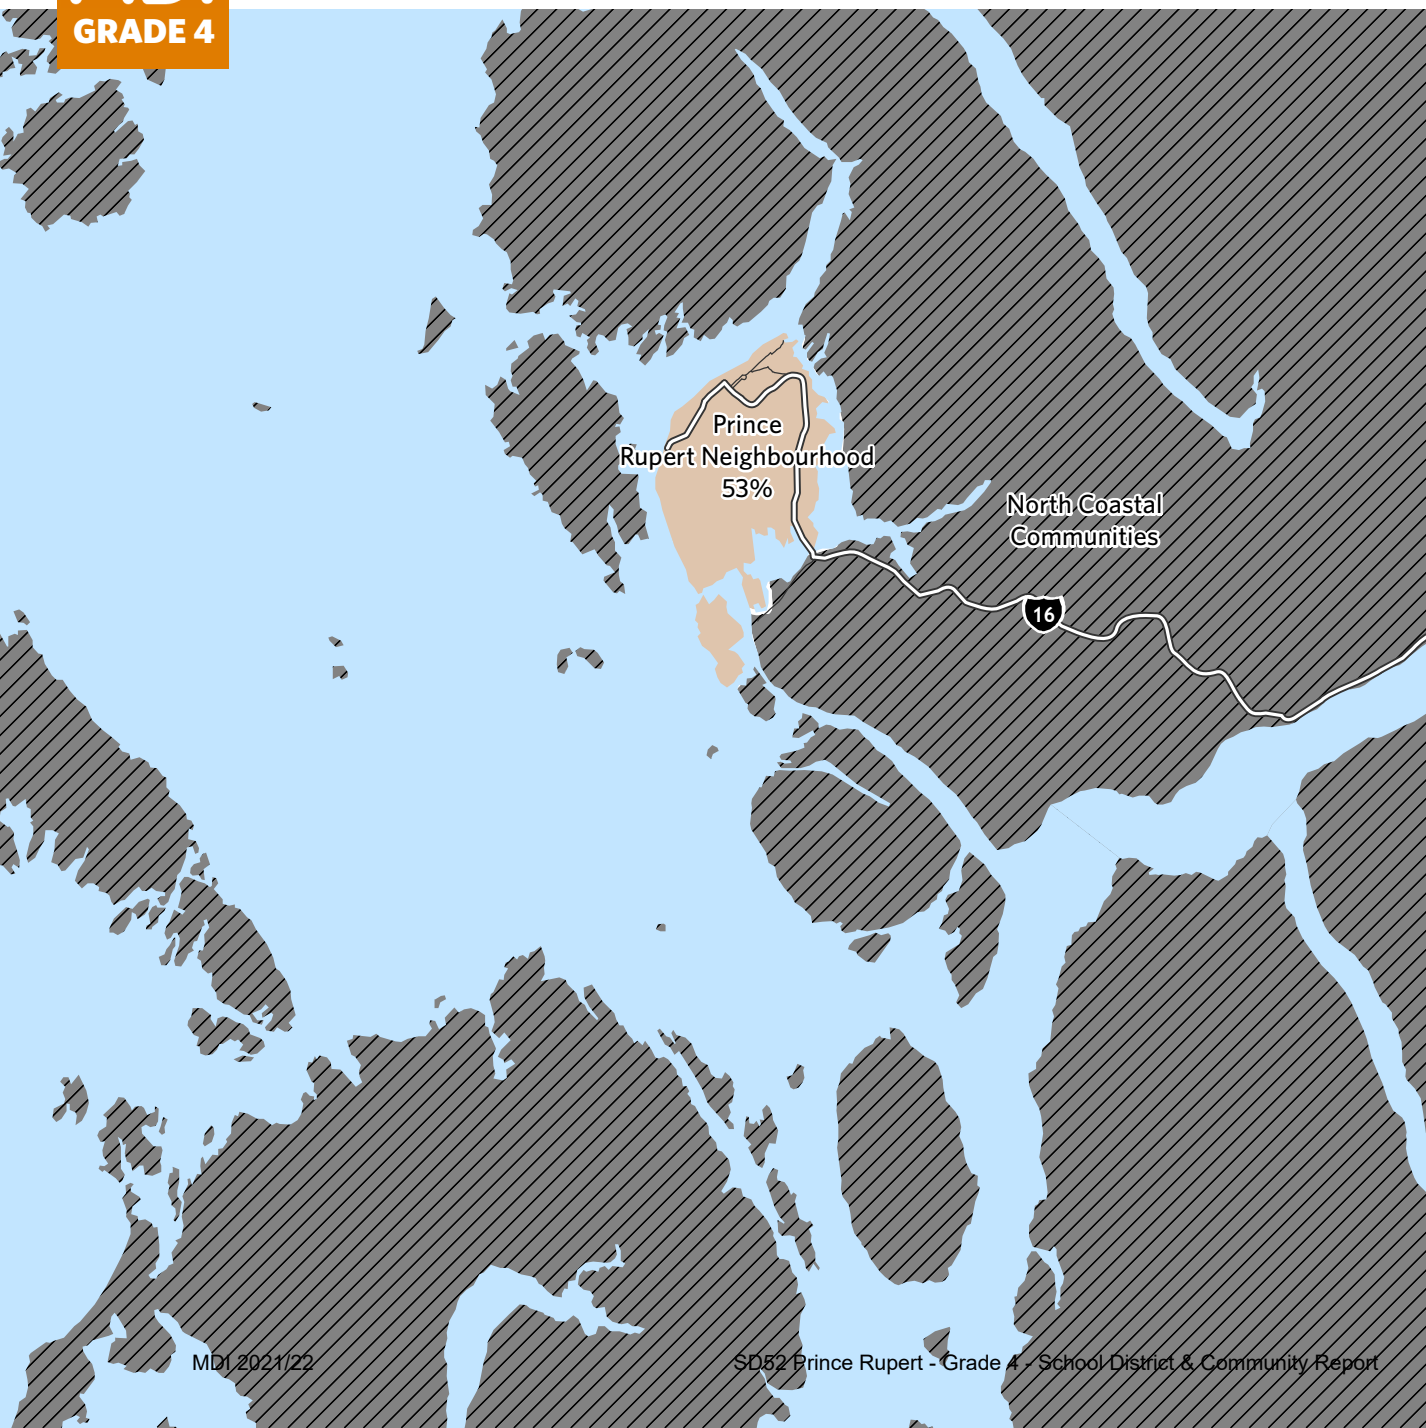 GRADE 4
Prince
Rupert Neighbourhood
53%
North Coastal
Communities
16
MDI 2021/22
SD52 Prince Rupert - Grade 4 - School District & Community Report